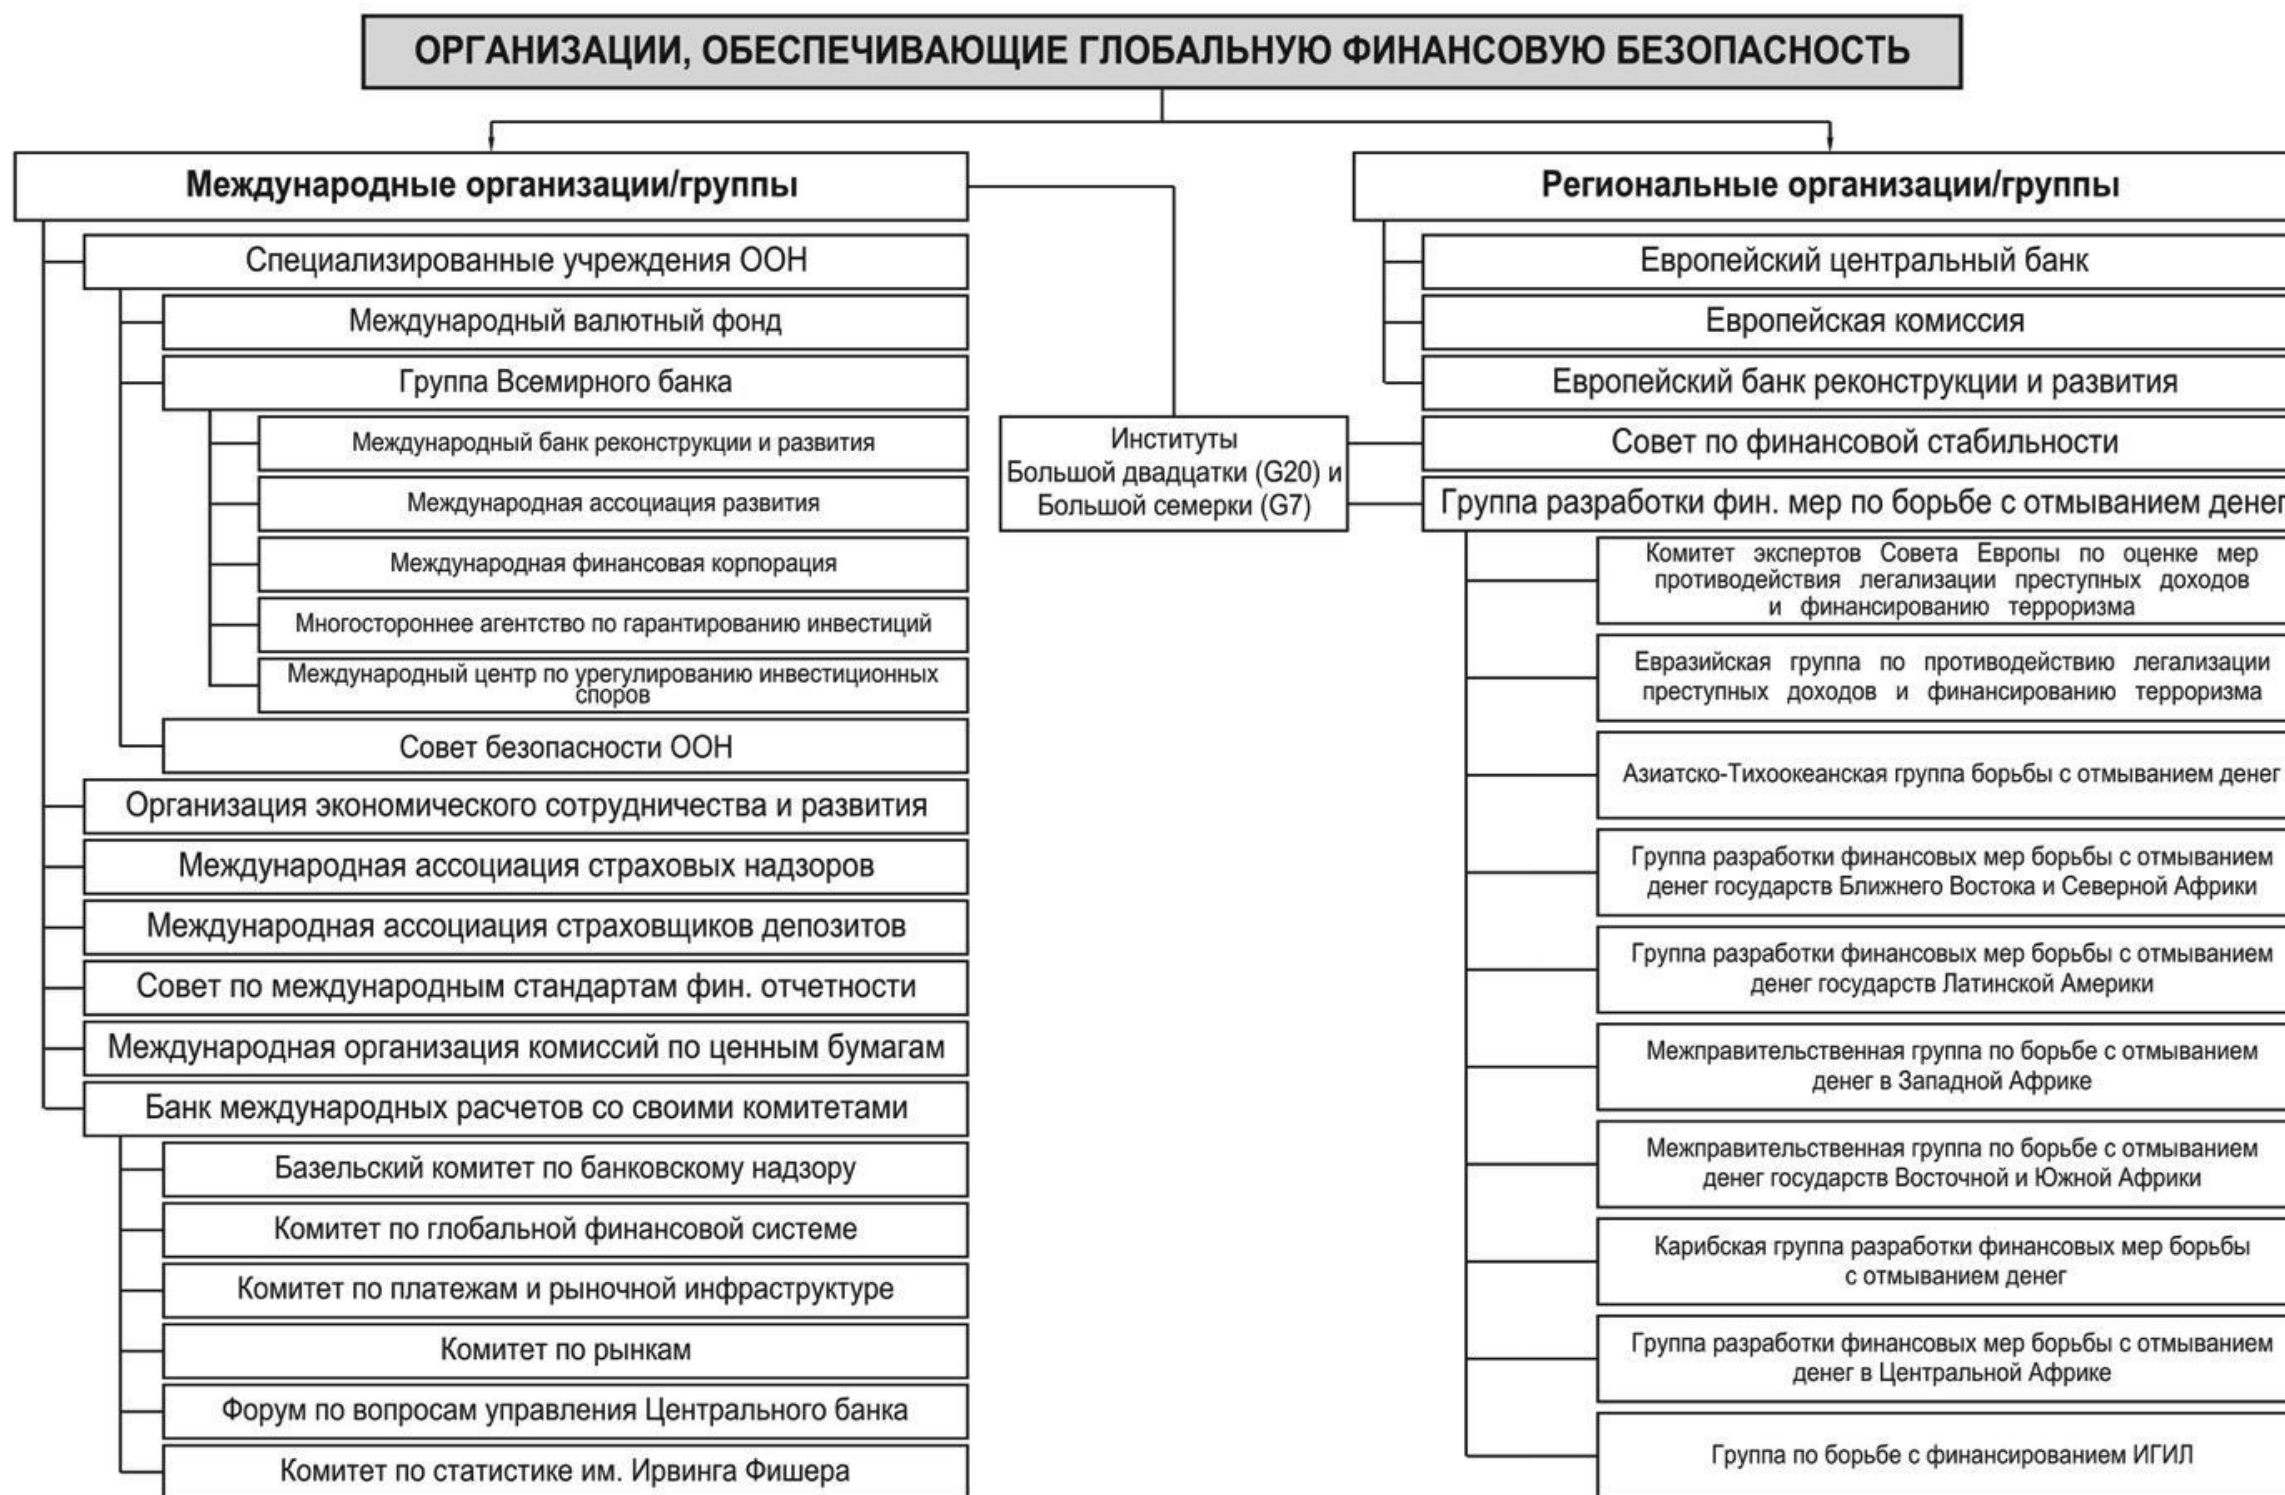 ОРГАНИЗАЦИИ, ОБЕСПЕЧИВАЮЩИЕ ГЛОБАЛЬНУЮ ФИНАНСОВУЮ БЕЗОПАСНОСТЬ
Международные организации/группы
Специализированные учреждения ООН
Международный валютный фонд
Группа Всемирного банка
Международный банк реконструкции и развития
Международная ассоциация развития
Международная финансовая корпорация
Многостороннее агентство по гарантированию инвестиций
Международный центр по урегулированию инвестиционных
споров
Совет безопасности ООН
Организация экономического сотрудничества и развития
Международная ассоциация страховых надзоров
Международная ассоциация страховщиков депозитов
Совет по международным стандартам фин. отчетности
Международная организация комиссий по ценным бумагам
Банк международных расчетов со своими комитетами
Базельский комитет по банковскому надзору
Комитет по глобальной финансовой системе
Комитет по платежам и рыночной инфраструктуре
Комитет по рынкам
Форум по вопросам управления Центрального банка
Комитет по статистике им. Ирвинга Фишера
Институты
Большой двадцатки (G20) и
Большой семерки (G7)
Региональные организации/группы
Европейский центральный банк
Европейская комиссия
Европейский банк реконструкции и развития
Совет по финансовой стабильности
Группа разработки фин. мер по борьбе с отмыванием денег
Комитет экспертов Совета Европы по оценке мер
противодействия легализации преступных доходов
и финансированию терроризма
Евразийская группа по противодействию легализации
преступных доходов и финансированию терроризма
Азиатско-Тихоокеанская группа борьбы с отмыванием денег
Группа разработки финансовых мер борьбы с отмыванием
денег государств Ближнего Востока и Северной Африки
Группа разработки финансовых мер борьбы с отмыванием
денег государств Латинской Америки
Межправительственная группа по борьбе с отмыванием
денег в Западной Африке
Межправительственная группа по борьбе с отмыванием
денег государств Восточной и Южной Африки
Карибская группа разработки финансовых мер борьбы
с отмыванием денег
Группа разработки финансовых мер борьбы с отмыванием
денег в Центральной Африке
Группа по борьбе с финансированием ИГИЛ